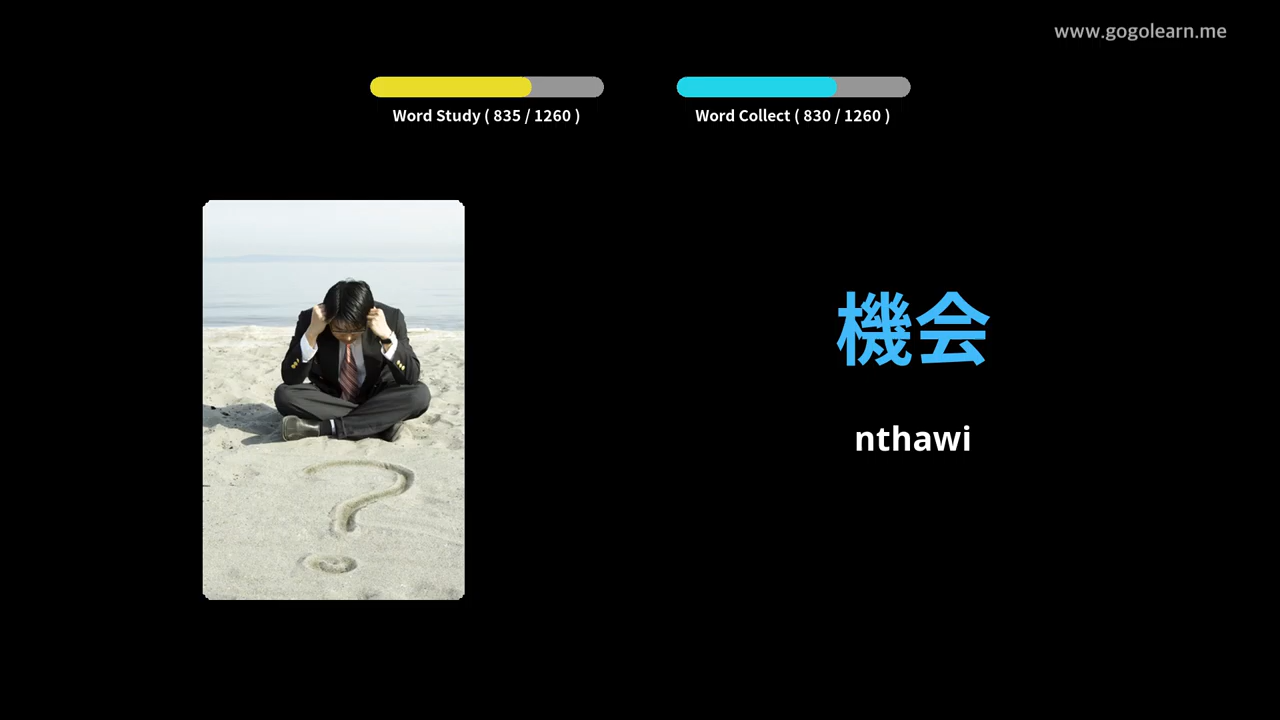 www.gogolearn.me
Word Study ( 835 / 1260 )
Word Collect ( 830 / 1260 )
機会
nthawi
?